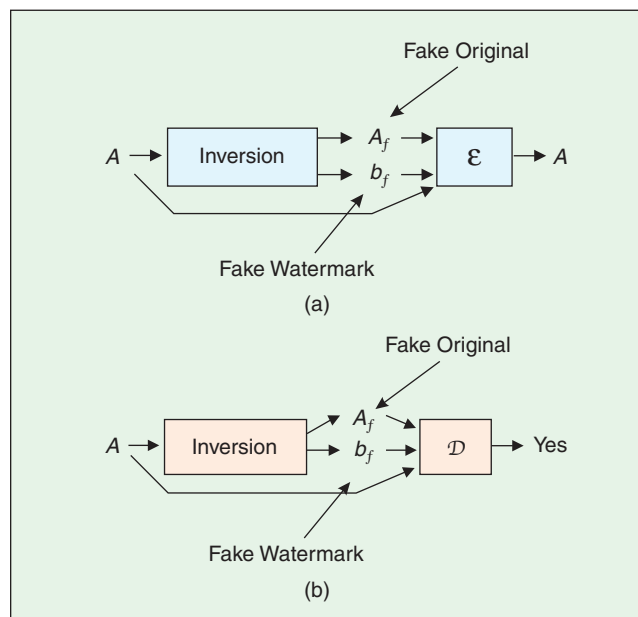 Fake Original
A Inversion A_f ℰ A
b_f
Fake Watermark
(a)
Fake Original
A Inversion A_f 𝒟 Yes
b_f
Fake Watermark
(b)